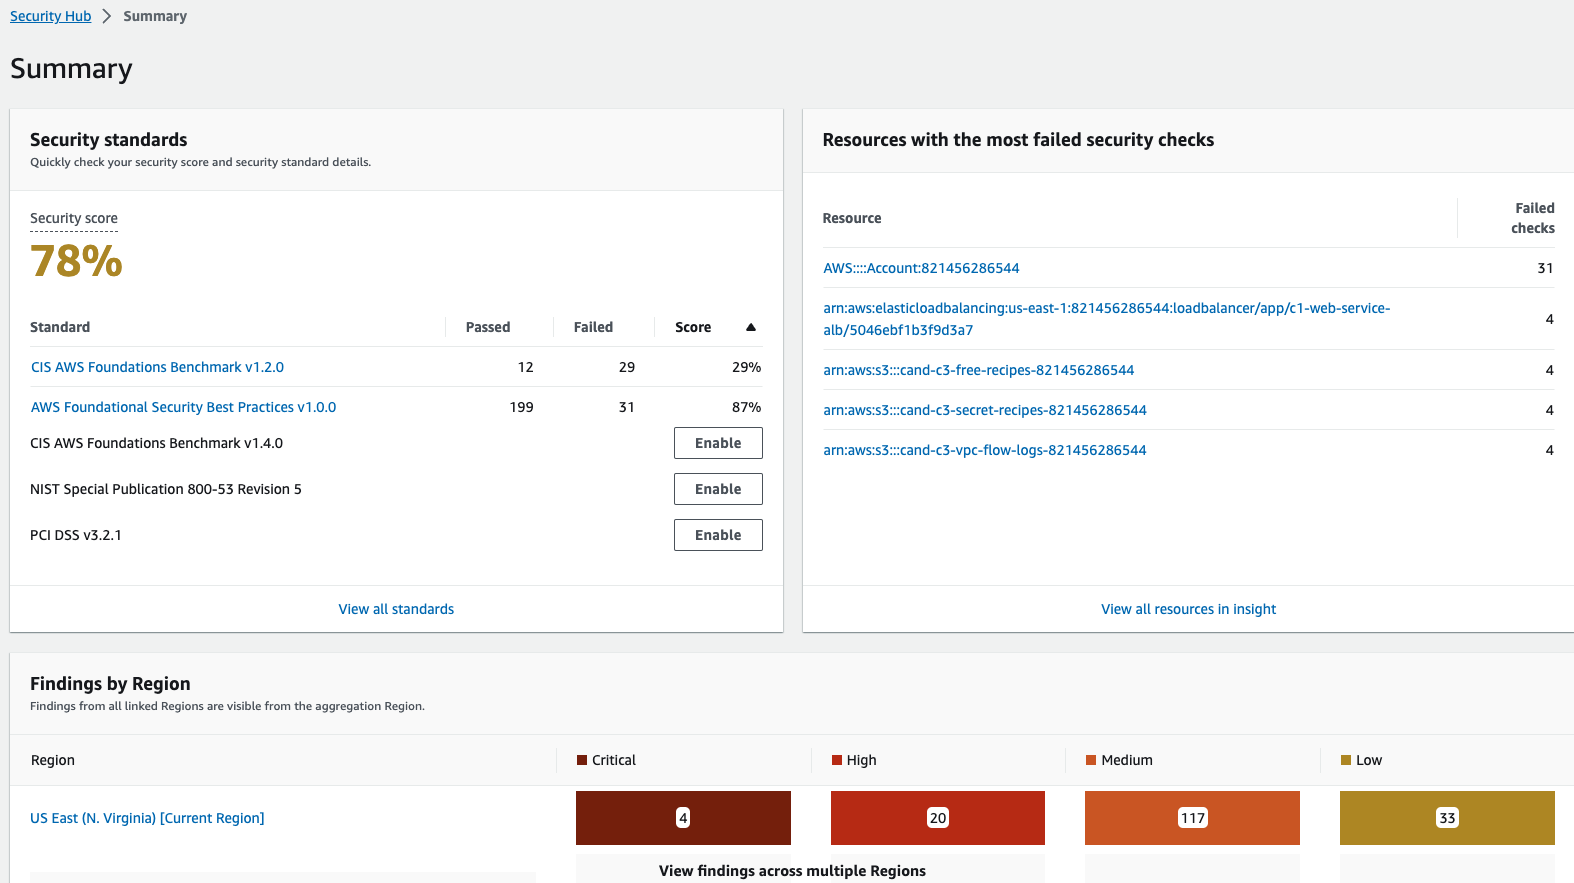 Security Hub > Summary
Summary
Security standards
Quickly check your security score and security standard details.
Security score
78%
Standard Passed Failed Score ▲
CIS AWS Foundations Benchmark v1.2.0 12 29 29%
AWS Foundational Security Best Practices v1.0.0 199 31 87%
CIS AWS Foundations Benchmark v1.4.0 Enable
NIST Special Publication 800-53 Revision 5 Enable
PCI DSS v3.2.1 Enable
View all standards
Resources with the most failed security checks
Resource Failed
checks
AWS::::Account:821456286544 31
arn:aws:elasticloadbalancing:us-east-1:821456286544:loadbalancer/app/c1-web-service-
alb/5046ebf1b3f9d3a7 4
arn:aws:s3:::cand-c3-free-recipes-821456286544 4
arn:aws:s3:::cand-c3-secret-recipes-821456286544 4
arn:aws:s3:::cand-c3-vpc-flow-logs-821456286544 4
View all resources in insight
Findings by Region
Findings from all linked Regions are visible from the aggregation Region.
Region Critical High Medium Low
US East (N. Virginia) [Current Region] 4 20 117 33
View findings across multiple Regions